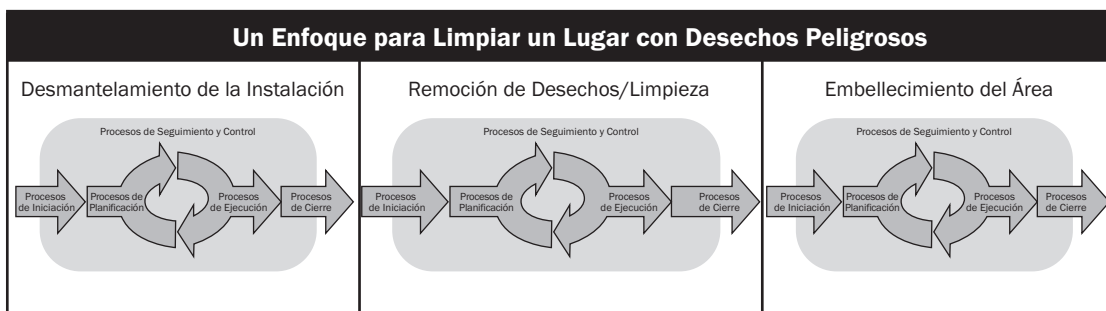 Un Enfoque para Limpiar un Lugar con Desechos Peligrosos
Desmantelamiento de la Instalación
Procesos de Seguimiento y Control
Procesos
de Iniciación
Procesos de
Planificación
Procesos
de Ejecución
Procesos
de Cierre
Remoción de Desechos/Limpieza
Procesos de Seguimiento y Control
Procesos
de Iniciación
Procesos de
Planificación
Procesos
de Ejecución
Procesos
de Cierre
Embellecimiento del Área
Procesos de Seguimiento y Control
Procesos
de Iniciación
Procesos de
Planificación
Procesos
de Ejecución
Procesos
de Cierre